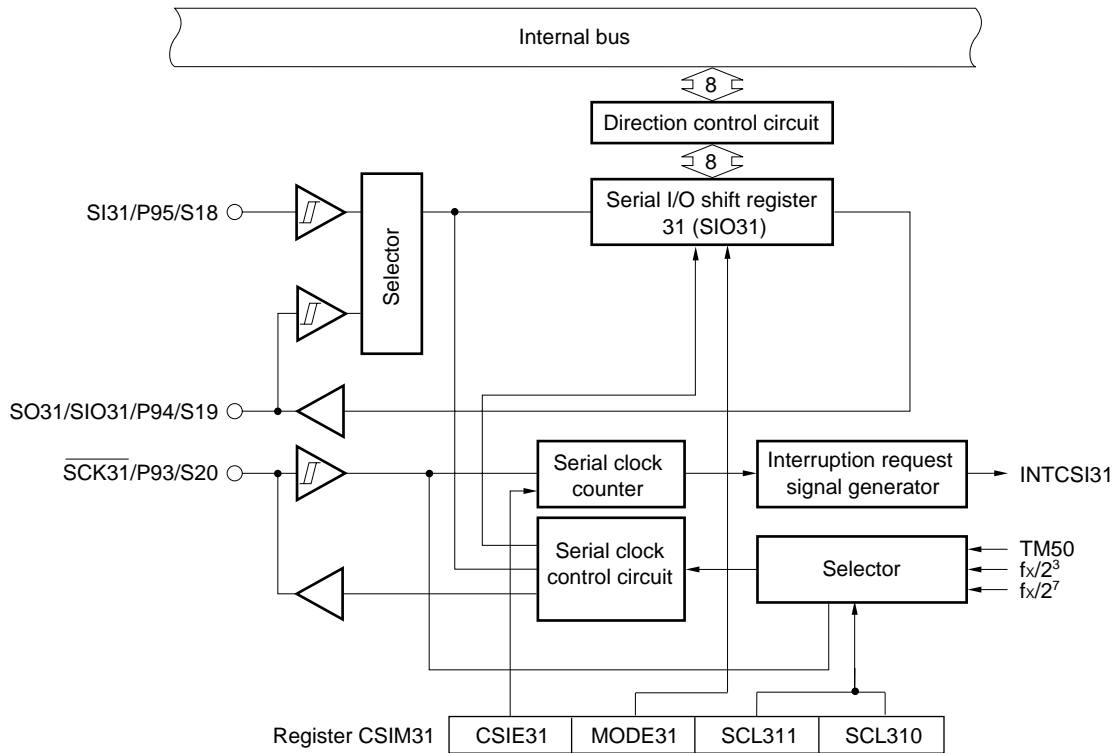 Internal bus
8
Direction control circuit
8
SI31/P95/S18
Selector
Serial I/O shift register
31 (SIO31)
SO31/SIO31/P94/S19
SCK31/P93/S20
Serial clock
counter
Interruption request
signal generator
INTCSI31
Serial clock
control circuit
Selector
TM50
fX/2³
fX/2⁷
Register CSIM31
CSIE31
MODE31
SCL311
SCL310